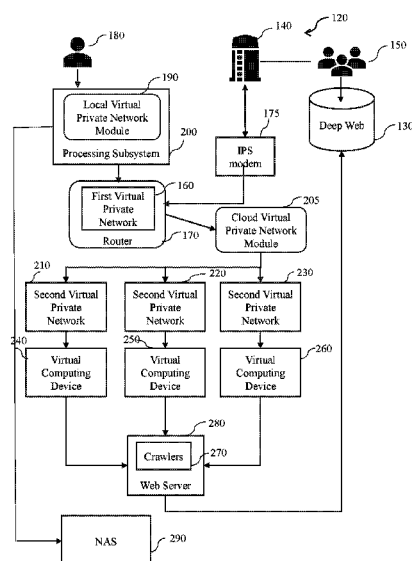 180
140
120
150
190
Local Virtual
Private Network
Module
Processing Subsystem
200
175
IPS
modem
Deep Web
130
160
First Virtual
Private
Network
Router
170
205
Cloud Virtual
Private Network
Module
210
220
230
Second Virtual
Private
Network
Second Virtual
Private
Network
Second Virtual
Private
Network
240
250
260
Virtual
Computing
Device
Virtual
Computing
Device
Virtual
Computing
Device
280
Crawlers
270
Web Server
NAS
290